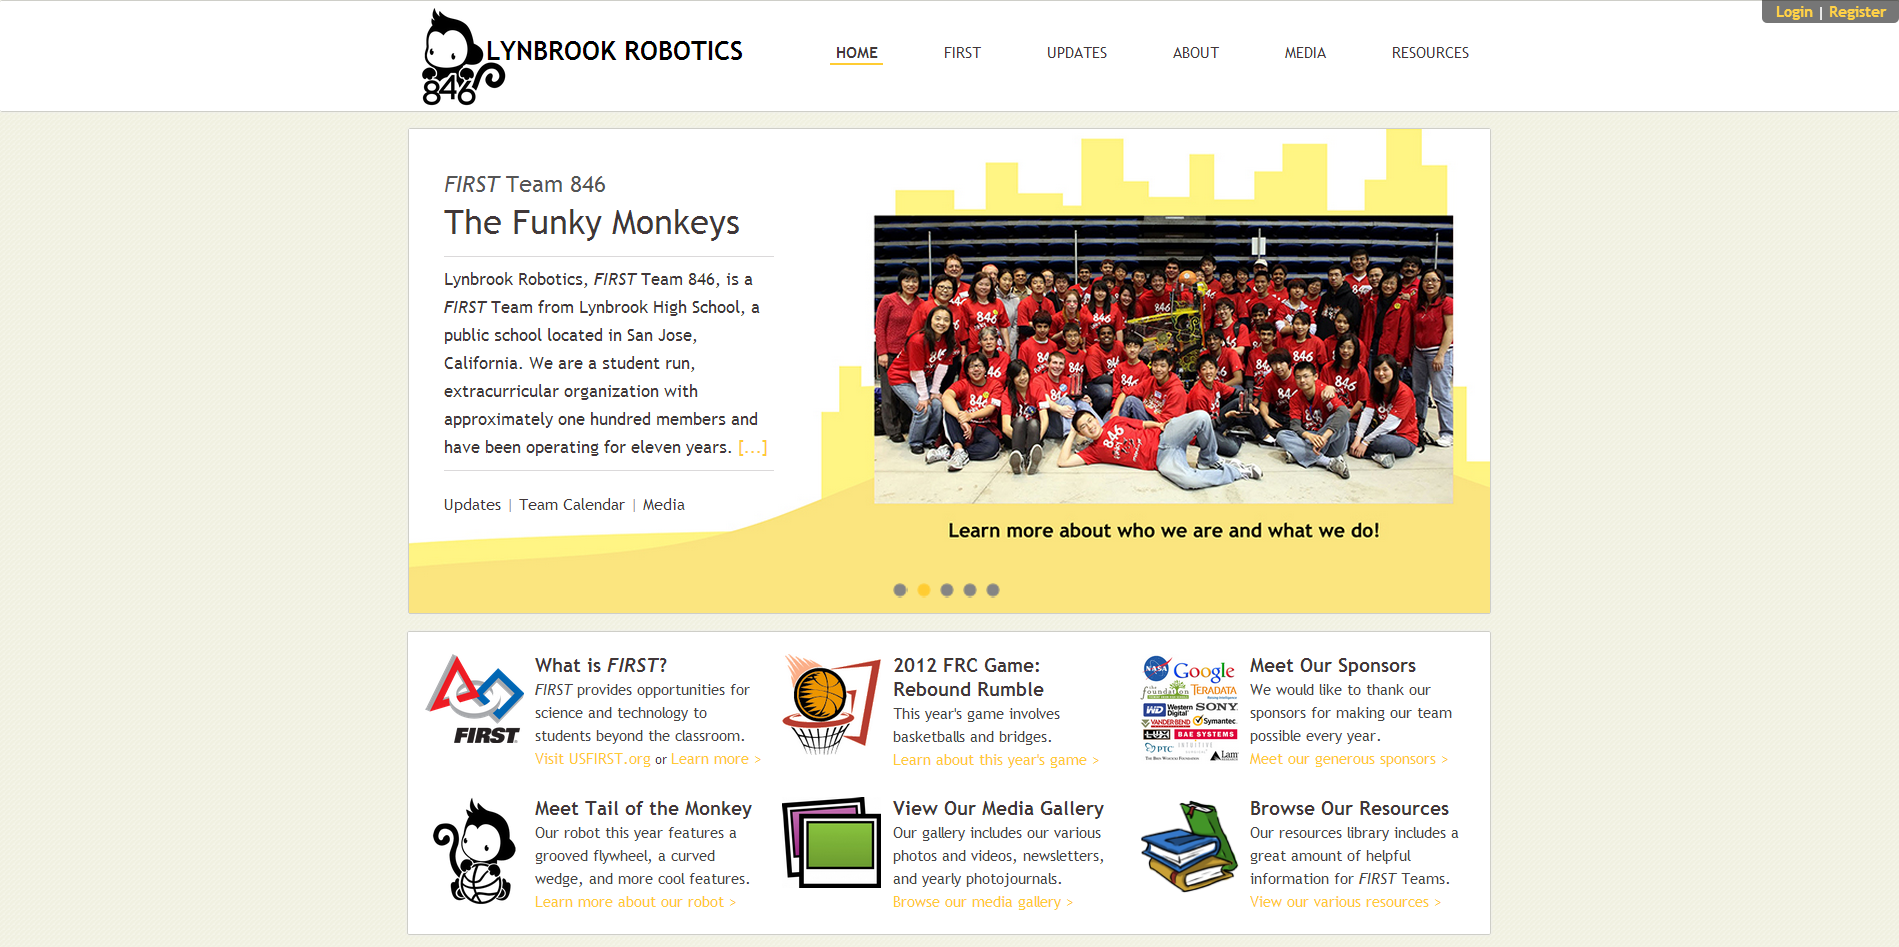 Login | Register
LYNBROOK ROBOTICS
846
HOME
FIRST
UPDATES
ABOUT
MEDIA
RESOURCES
FIRST Team 846
The Funky Monkeys
Lynbrook Robotics, FIRST Team 846, is a
FIRST Team from Lynbrook High School, a
public school located in San Jose,
California. We are a student run,
extracurricular organization with
approximately one hundred members and
have been operating for eleven years. [...]
Updates | Team Calendar | Media
Learn more about who we are and what we do!
FIRST
What is FIRST?
FIRST provides opportunities for
science and technology to
students beyond the classroom.
Visit USFIRST.org or Learn more >
2012 FRC Game:
Rebound Rumble
This year's game involves
basketballs and bridges.
Learn about this year's game >
NASA
Google
the foundation
TERADATA
WD Western Digital
SONY
VANDER-BEND
Symantec.
LUX
BAE SYSTEMS
PTC
INTUITIVE
Lam
Meet Our Sponsors
We would like to thank our
sponsors for making our team
possible every year.
Meet our generous sponsors >
Meet Tail of the Monkey
Our robot this year features a
grooved flywheel, a curved
wedge, and more cool features.
Learn more about our robot >
View Our Media Gallery
Our gallery includes our various
photos and videos, newsletters,
and yearly photojournals.
Browse our media gallery >
Browse Our Resources
Our resources library includes a
great amount of helpful
information for FIRST Teams.
View our various resources >